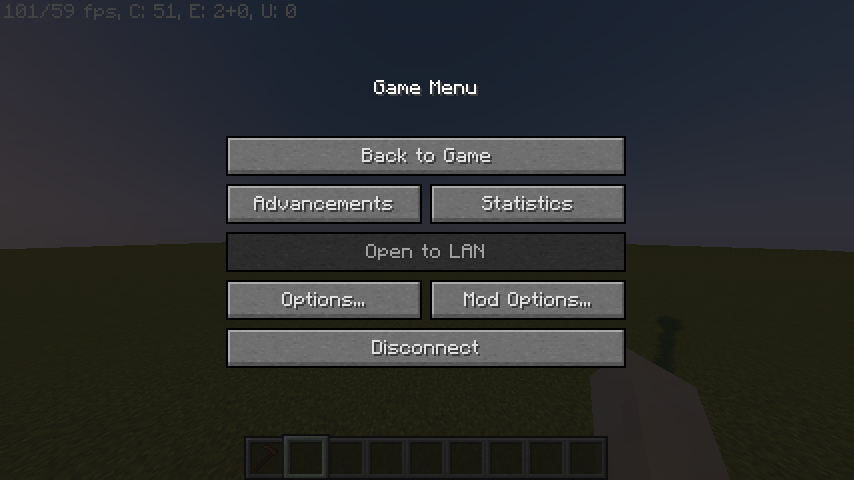 101/59 fps, C: 51, E: 2+0, U: 0
Game Menu
Back to Game
Advancements
Statistics
Open to LAN
Options...
Mod Options...
Disconnect